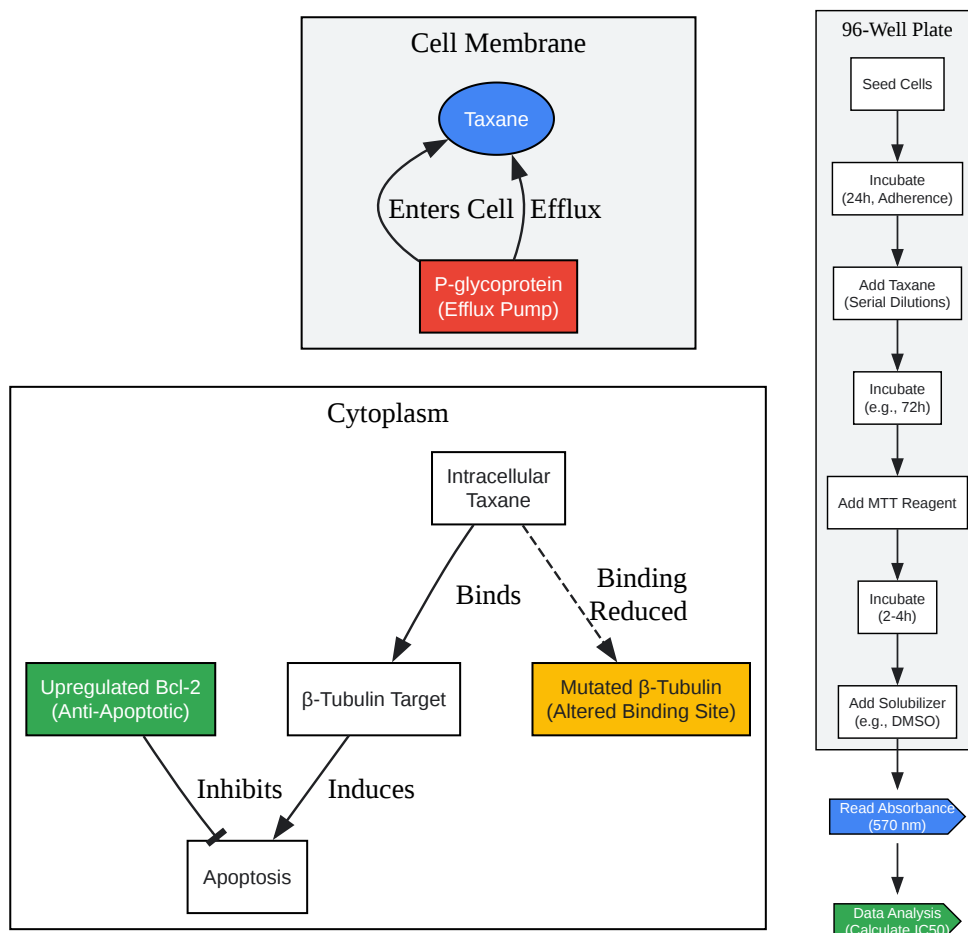 Cell Membrane
Taxane
Enters Cell
Efflux
P-glycoprotein
(Efflux Pump)
Cytoplasm
Intracellular
Taxane
Binds
Binding
Reduced
Upregulated Bcl-2
(Anti-Apoptotic)
β-Tubulin Target
Mutated β-Tubulin
(Altered Binding Site)
Inhibits
Induces
Apoptosis
96-Well Plate
Seed Cells
Incubate
(24h, Adherence)
Add Taxane
(Serial Dilutions)
Incubate
(e.g., 72h)
Add MTT Reagent
Incubate
(2-4h)
Add Solubilizer
(e.g., DMSO)
Read Absorbance
(570 nm)
Data Analysis
(Calculate IC50)